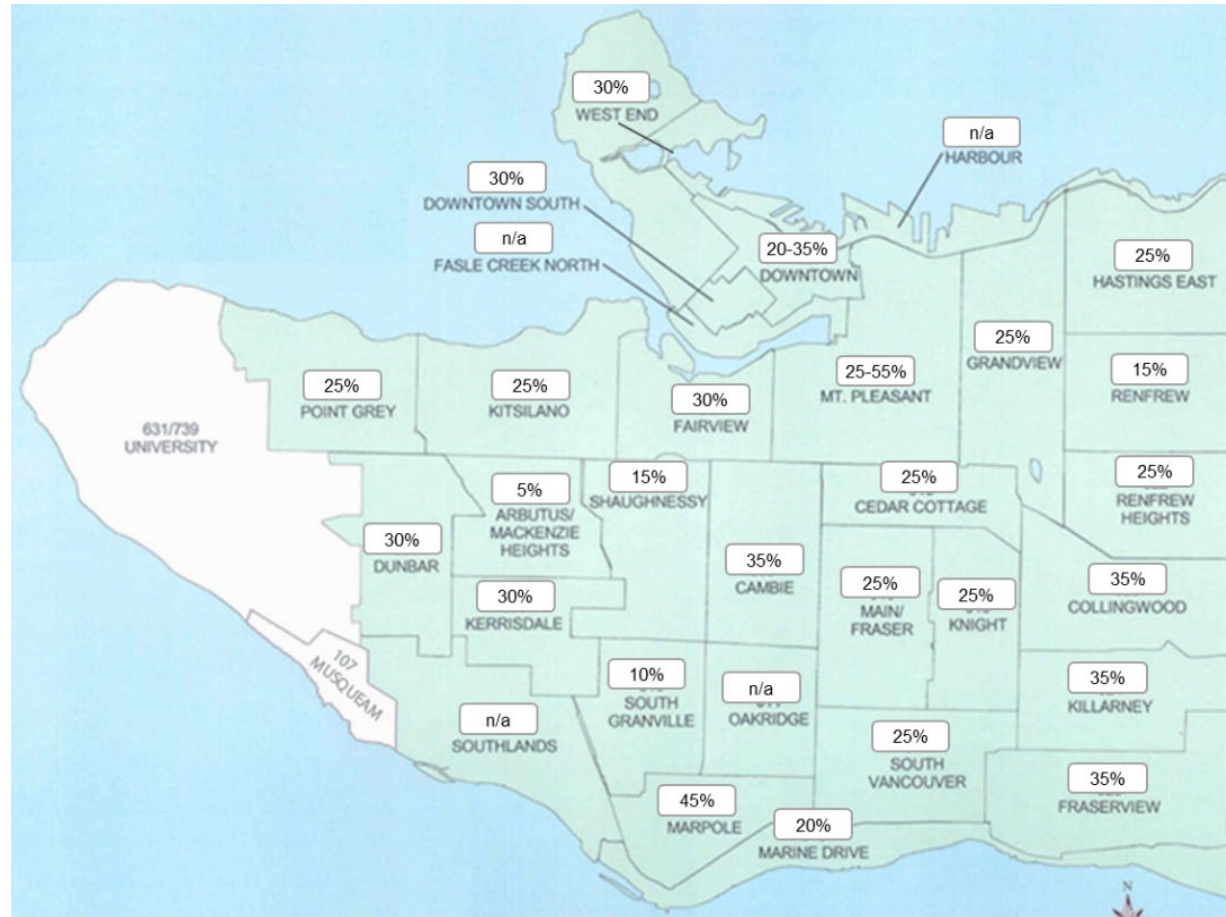 30%
WEST END
n/a
HARBOUR
30%
DOWNTOWN SOUTH
n/a
FASLE CREEK NORTH
20-35%
DOWNTOWN
25%
HASTINGS EAST
25%
GRANDVIEW
15%
RENFREW
25%
POINT GREY
25%
KITSILANO
30%
FAIRVIEW
25-55%
MT. PLEASANT
631/739
UNIVERSITY
5%
ARBUTUS/
MACKENZIE
HEIGHTS
15%
SHAUGHNESSY
25%
CEDAR COTTAGE
25%
RENFREW
HEIGHTS
30%
DUNBAR
35%
CAMBIE
25%
MAIN/
FRASER
25%
KNIGHT
35%
COLLINGWOOD
30%
KERRISDALE
107
MUSQUEAM
n/a
SOUTHLANDS
10%
SOUTH
GRANVILLE
n/a
OAKRIDGE
35%
KILLARNEY
25%
SOUTH
VANCOUVER
35%
FRASERVIEW
45%
MARPOLE
20%
MARINE DRIVE
N